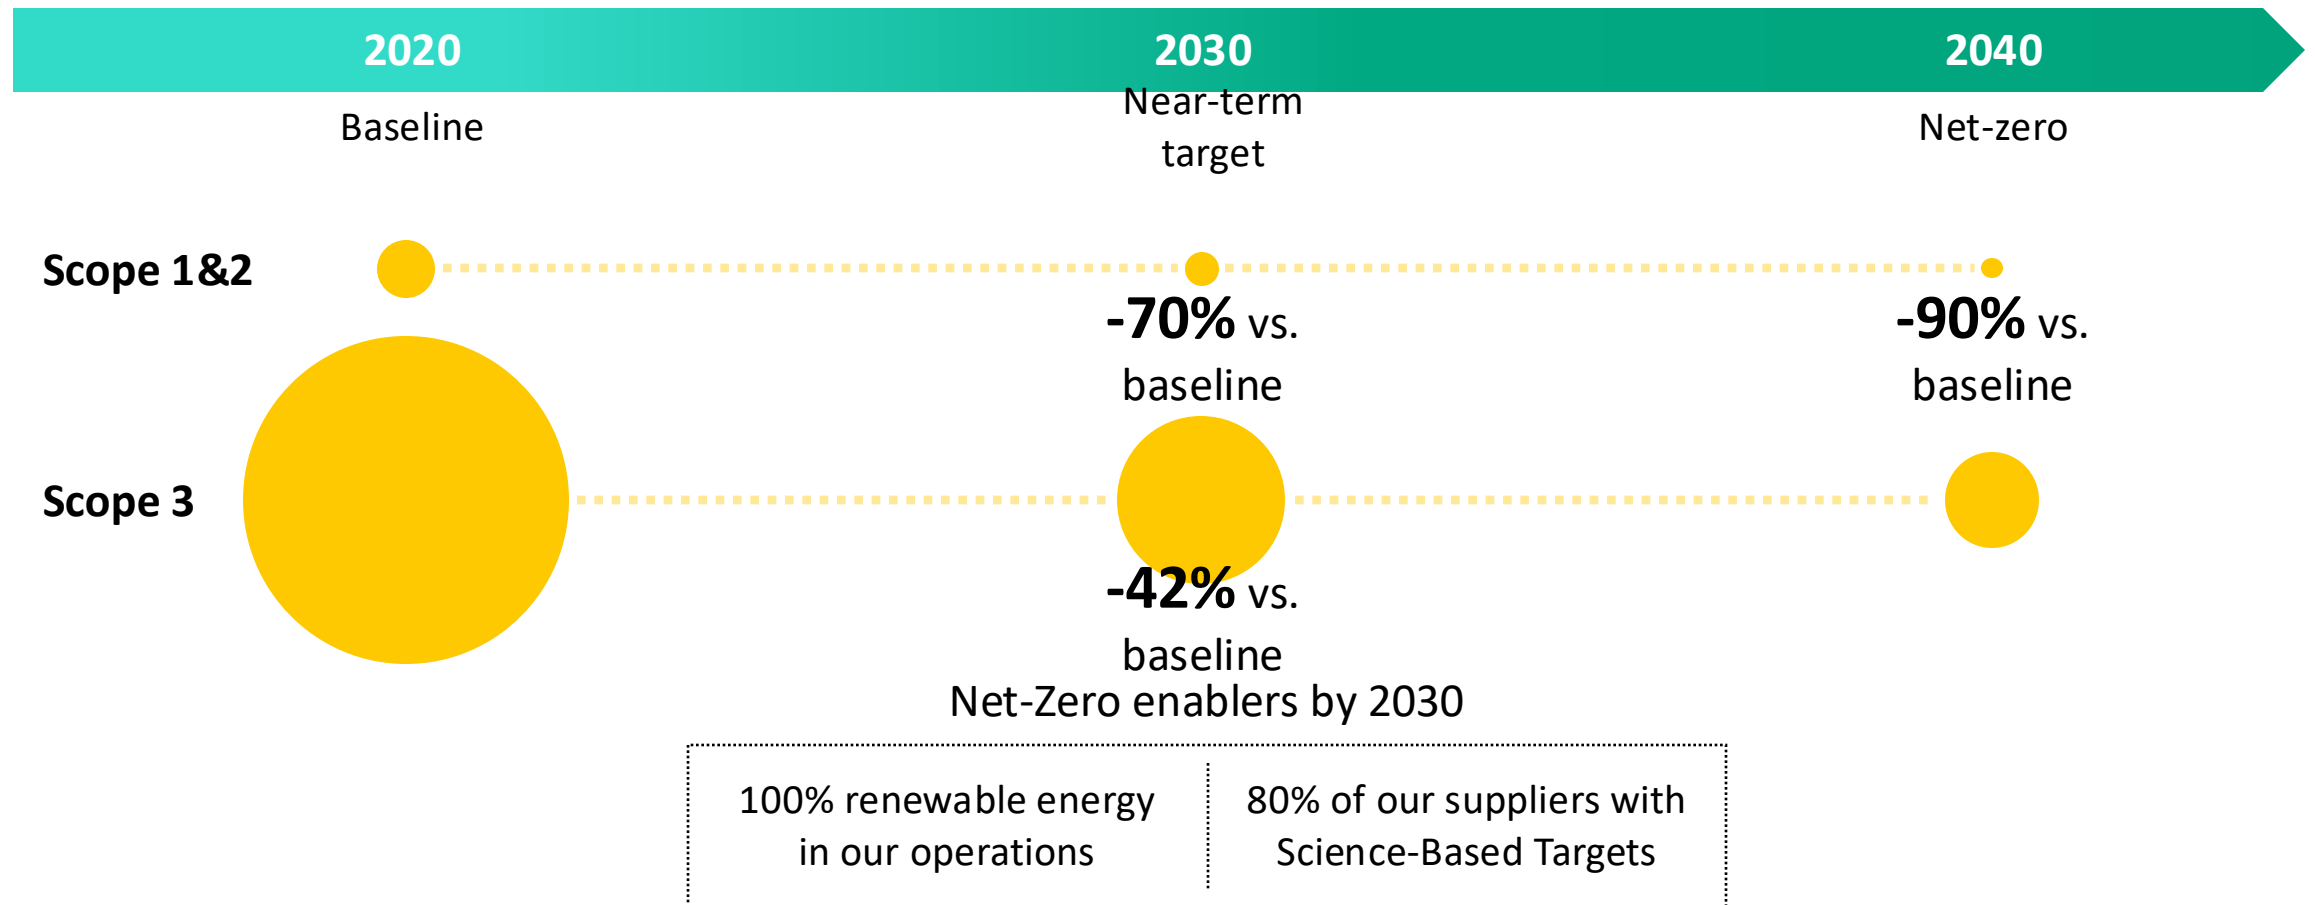 2020
2030
2040
Baseline
Near-term
target
Net-zero
Scope 1&2
-70% vs.
baseline
-90% vs.
baseline
Scope 3
-42% vs.
baseline
Net-Zero enablers by 2030
100% renewable energy
in our operations
80% of our suppliers with
Science-Based Targets